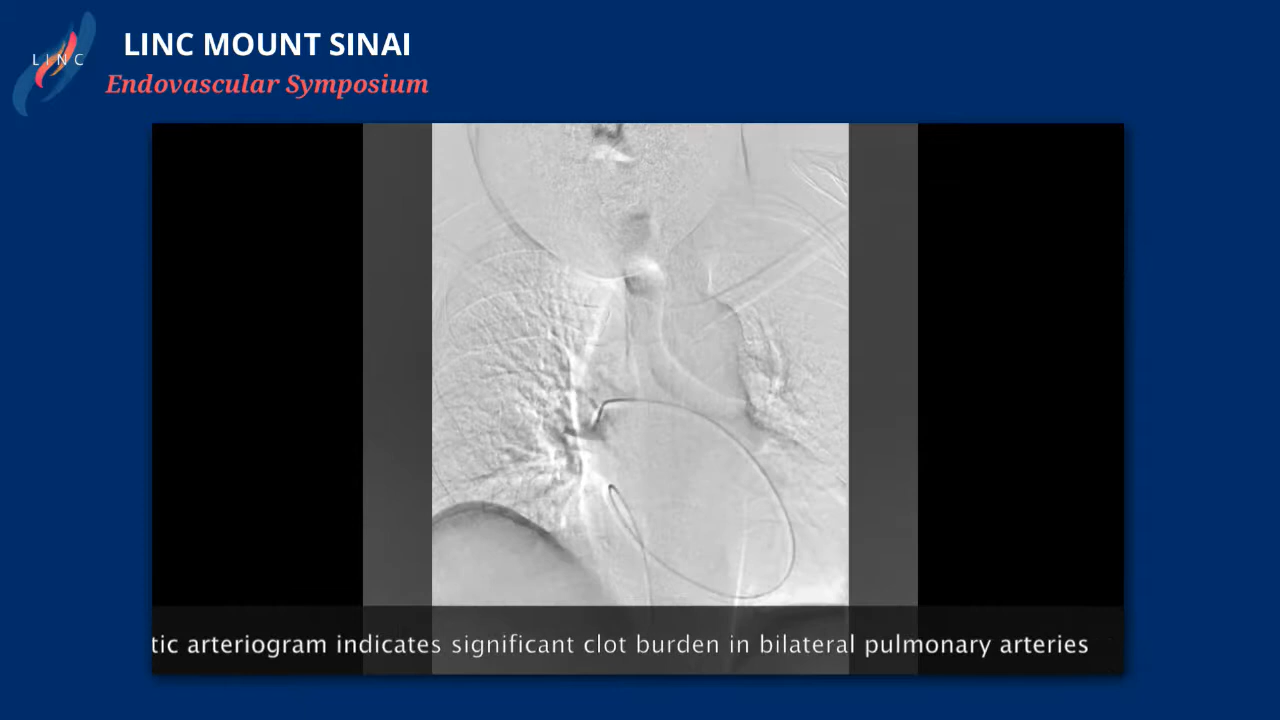 LINC
LINC MOUNT SINAI
Endovascular Symposium
tic arteriogram indicates significant clot burden in bilateral pulmonary arteries